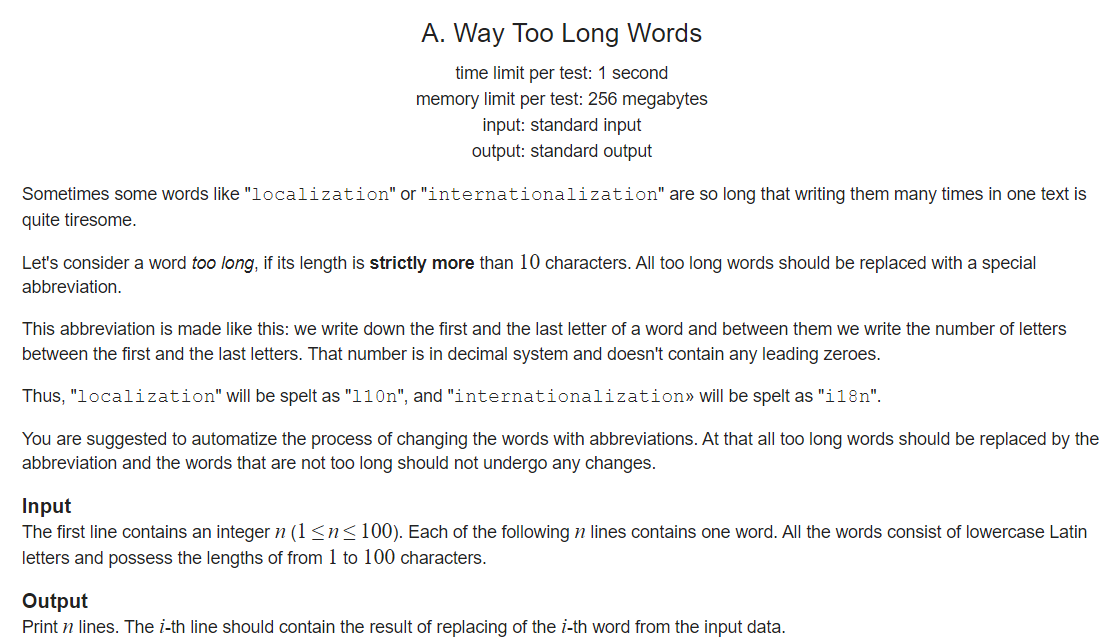 A. Way Too Long Words
time limit per test: 1 second
memory limit per test: 256 megabytes
input: standard input
output: standard output
Sometimes some words like "localization" or "internationalization" are so long that writing them many times in one text is
quite tiresome.
Let's consider a word too long, if its length is strictly more than 10 characters. All too long words should be replaced with a special
abbreviation.
This abbreviation is made like this: we write down the first and the last letter of a word and between them we write the number of letters
between the first and the last letters. That number is in decimal system and doesn't contain any leading zeroes.
Thus, "localization" will be spelt as "l10n", and "internationalization» will be spelt as "i18n".
You are suggested to automatize the process of changing the words with abbreviations. At that all too long words should be replaced by the
abbreviation and the words that are not too long should not undergo any changes.
Input
The first line contains an integer n (1 ≤ n ≤ 100). Each of the following n lines contains one word. All the words consist of lowercase Latin
letters and possess the lengths of from 1 to 100 characters.
Output
Print n lines. The i-th line should contain the result of replacing of the i-th word from the input data.